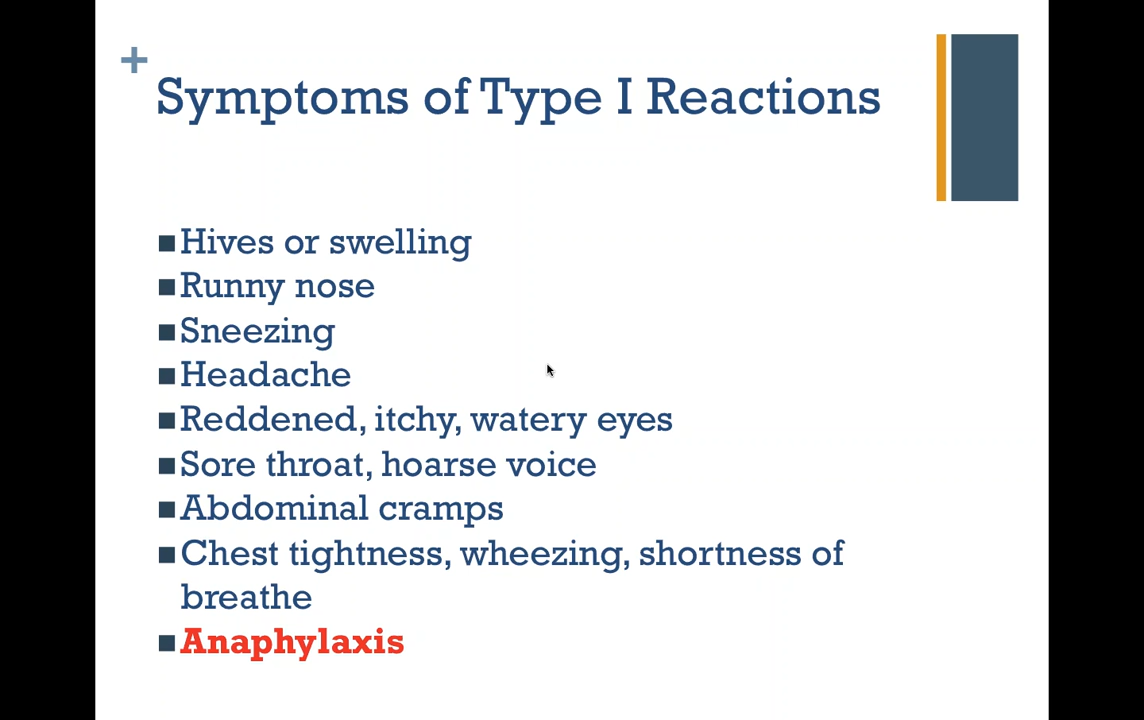 +
Symptoms of Type I Reactions
■ Hives or swelling
■ Runny nose
■ Sneezing
■ Headache
■ Reddened, itchy, watery eyes
■ Sore throat, hoarse voice
■ Abdominal cramps
■ Chest tightness, wheezing, shortness of
breathe
■ Anaphylaxis